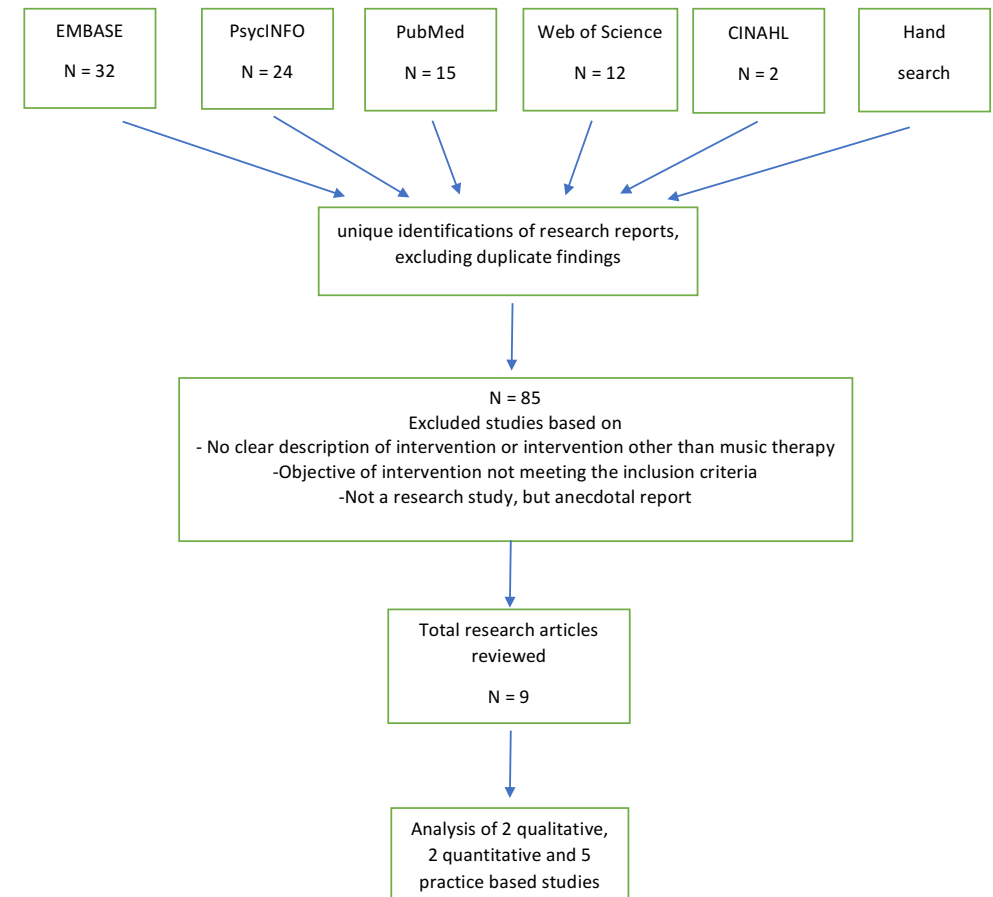 EMBASE
N = 32
PsycINFO
N = 24
PubMed
N = 15
Web of Science
N = 12
CINAHL
N = 2
Hand
search
unique identifications of research reports,
excluding duplicate findings
N = 85
Excluded studies based on
- No clear description of intervention or intervention other than music therapy
-Objective of intervention not meeting the inclusion criteria
-Not a research study, but anecdotal report
Total research articles
reviewed
N = 9
Analysis of 2 qualitative,
2 quantitative and 5
practice based studies